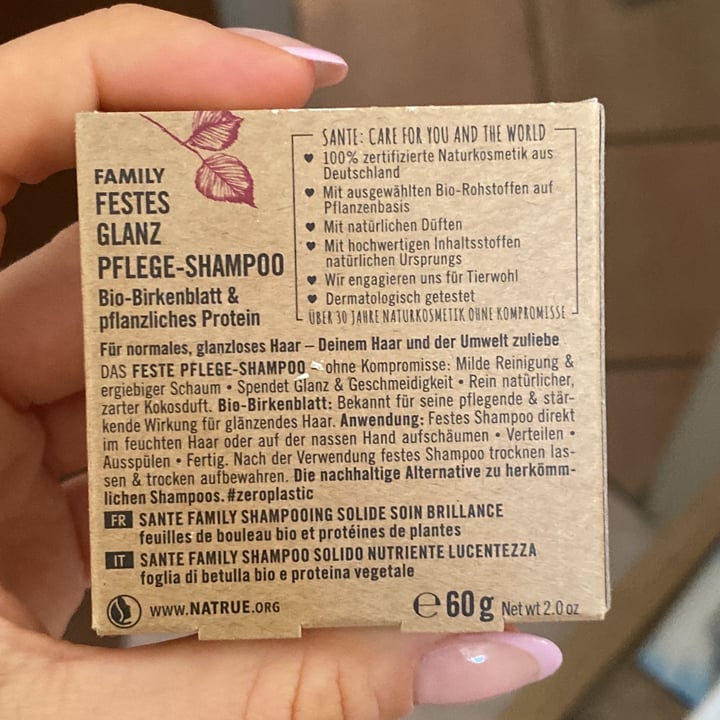 FAMILY
FESTES
GLANZ
PFLEGE-SHAMPOO
Bio-Birkenblatt &
pflanzliches Protein
SANTE: CARE FOR YOU AND THE WORLD
100% zertifizierte Naturkosmetik aus
Deutschland
Mit ausgewählten Bio-Rohstoffen auf
Pflanzenbasis
Mit natürlichen Düften
Mit hochwertigen Inhaltsstoffen
natürlichen Ursprungs
Wir engagieren uns für Tierwohl
Dermatologisch getestet
ÜBER 30 JAHRE NATURKOSMETIK OHNE KOMPROMISSE
Für normales, glanzloses Haar – Deinem Haar und der Umwelt zuliebe
DAS FESTE PFLEGE-SHAMPOO – ohne Kompromisse: Milde Reinigung &
ergiebiger Schaum • Spendet Glanz & Geschmeidigkeit • Rein natürlicher,
zarter Kokosduft. Bio-Birkenblatt: Bekannt für seine pflegende & stär-
kende Wirkung für glänzendes Haar. Anwendung: Festes Shampoo direkt
im feuchten Haar oder auf der nassen Hand aufschäumen • Verteilen •
Ausspülen • Fertig. Nach der Verwendung festes Shampoo trocknen las-
sen & trocken aufbewahren. Die nachhaltige Alternative zu herkömm-
lichen Shampoos. #zeroplastic
FR SANTE FAMILY SHAMPOOING SOLIDE SOIN BRILLANCE
feuilles de bouleau bio et protéines de plantes
IT SANTE FAMILY SHAMPOO SOLIDO NUTRIENTE LUCENTEZZA
foglia di betulla bio e proteina vegetale
WWW.NATRUE.ORG
℮ 60 g Net wt 2.0 oz